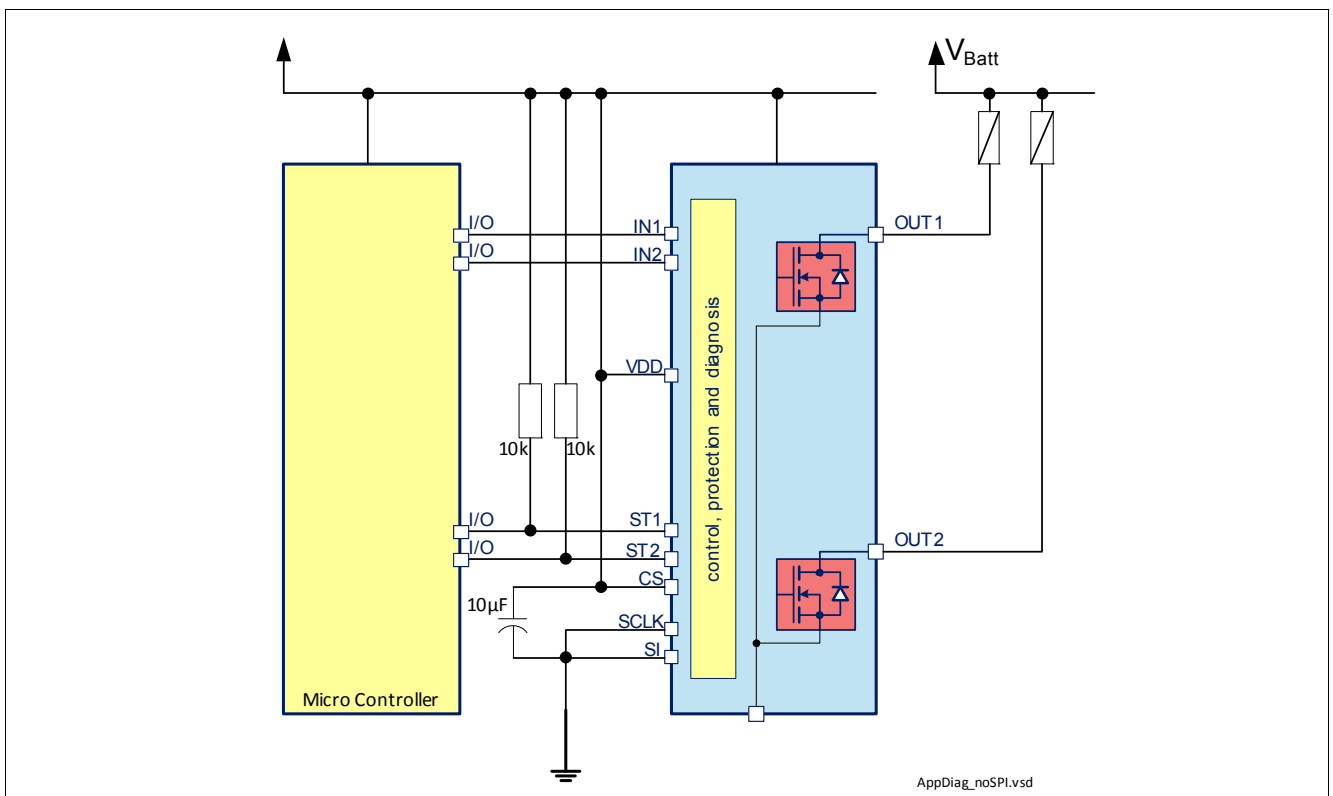 V_Batt
I/O IN1 OUT1
I/O IN2
control, protection and diagnosis
VDD
10k 10k
I/O ST1
I/O ST2 OUT2
CS
10µF
SCLK
SI
Micro Controller
AppDiag_noSPI.vsd